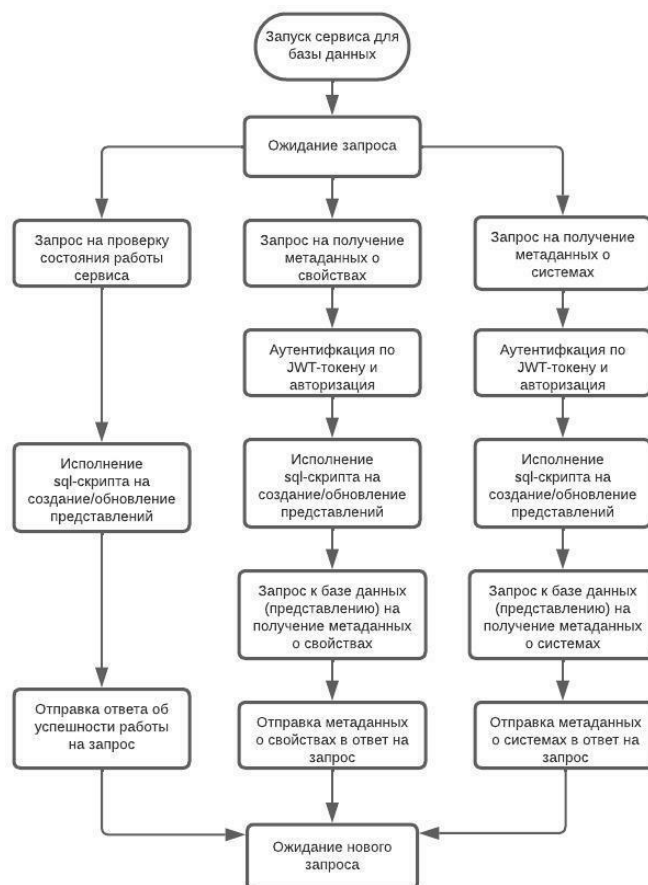 Запуск сервиса для
базы данных
Ожидание запроса
Запрос на проверку
состояния работы
сервиса
Запрос на получение
метаданных о
свойствах
Запрос на получение
метаданных о
системах
Аутентифкация по
JWT-токену и
авторизация
Аутентифкация по
JWT-токену и
авторизация
Исполнение
sql-скрипта на
создание/обновление
представлений
Исполнение
sql-скрипта на
создание/обновление
представлений
Исполнение
sql-скрипта на
создание/обновление
представлений
Запрос к базе данных
(представлению) на
получение метаданных
о свойствах
Запрос к базе данных
(представлению) на
получение метаданных
о системах
Отправка ответа об
успешности работы
на запрос
Отправка метаданных
о свойствах в ответ на
запрос
Отправка метаданных
о системах в ответ на
запрос
Ожидание нового
запроса